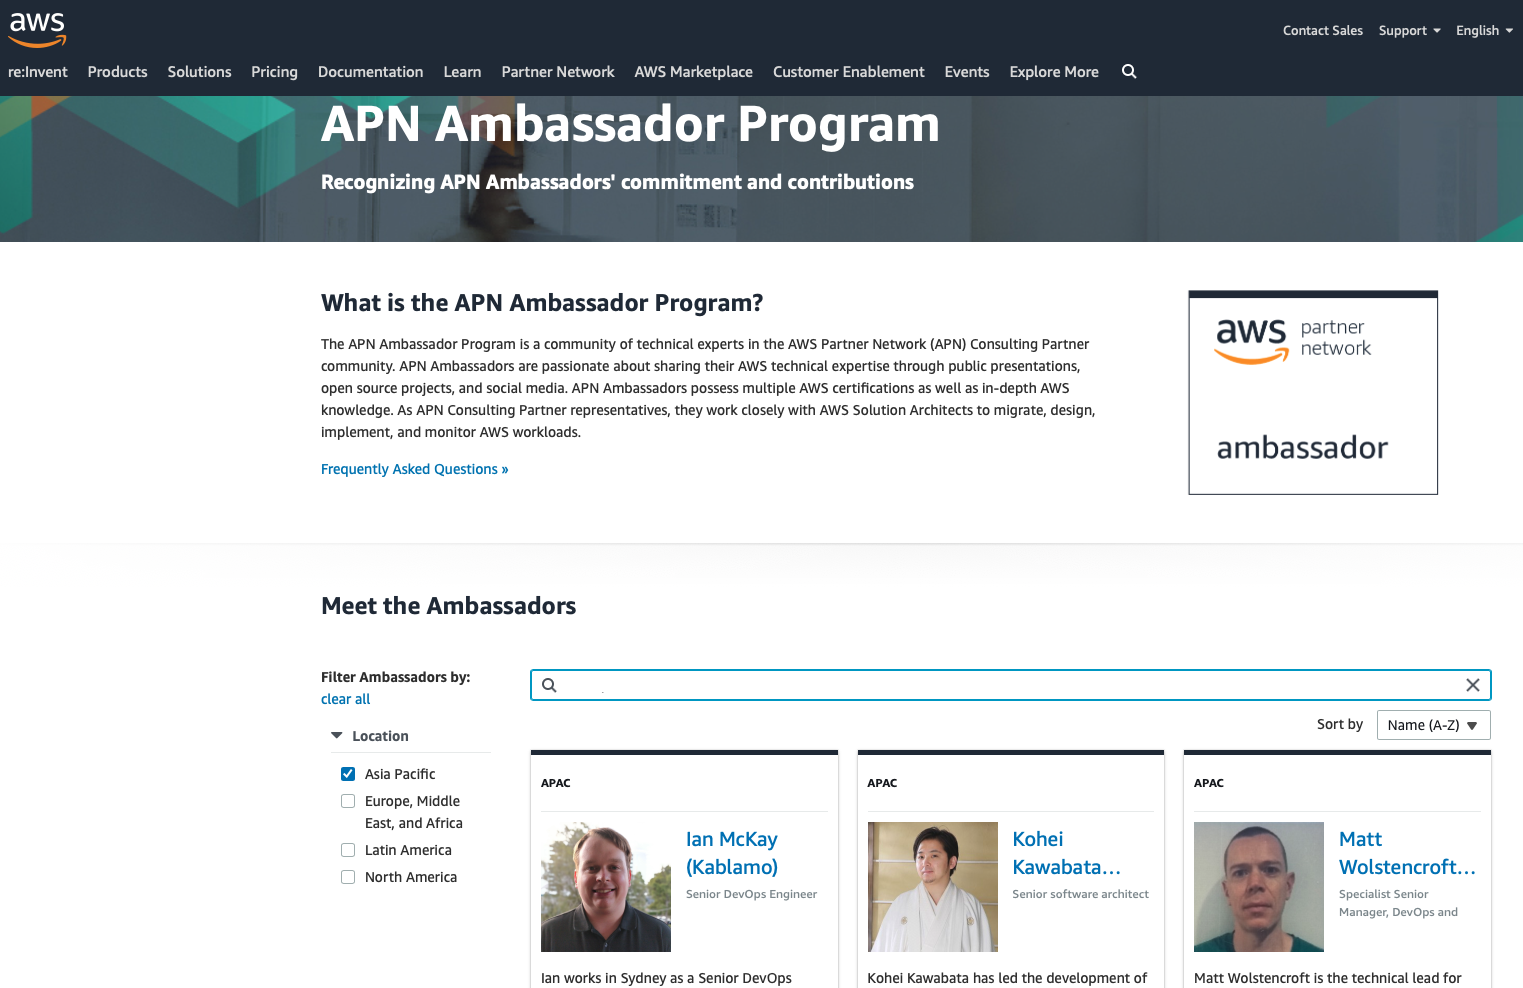 aws
Contact Sales Support English
re:Invent Products Solutions Pricing Documentation Learn Partner Network AWS Marketplace Customer Enablement Events Explore More
APN Ambassador Program
Recognizing APN Ambassadors' commitment and contributions
What is the APN Ambassador Program?
The APN Ambassador Program is a community of technical experts in the AWS Partner Network (APN) Consulting Partner
community. APN Ambassadors are passionate about sharing their AWS technical expertise through public presentations,
open source projects, and social media. APN Ambassadors possess multiple AWS certifications as well as in-depth AWS
knowledge. As APN Consulting Partner representatives, they work closely with AWS Solution Architects to migrate, design,
implement, and monitor AWS workloads.
Frequently Asked Questions »
aws partner
network
ambassador
Meet the Ambassadors
Filter Ambassadors by:
clear all
Location
Asia Pacific
Europe, Middle
East, and Africa
Latin America
North America
Sort by Name (A-Z)
APAC
Ian McKay
(Kablamo)
Senior DevOps Engineer
Ian works in Sydney as a Senior DevOps
APAC
Kohei
Kawabata...
Senior software architect
Kohei Kawabata has led the development of
APAC
Matt
Wolstencroft...
Specialist Senior
Manager, DevOps and
Matt Wolstencroft is the technical lead for